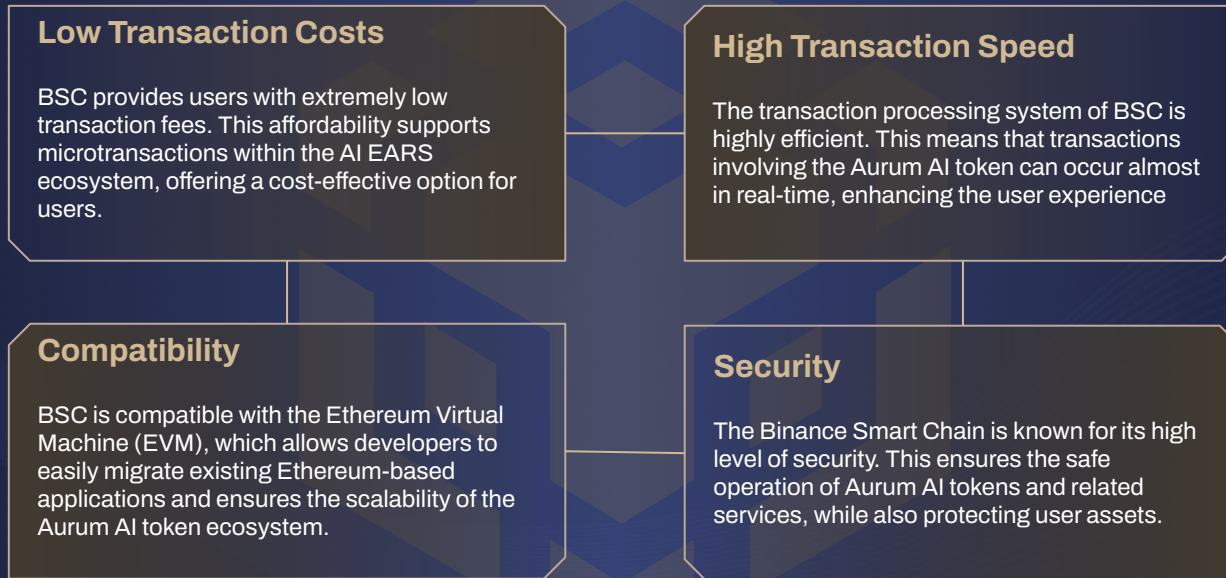 Low Transaction Costs
BSC provides users with extremely low
transaction fees. This affordability supports
microtransactions within the AI EARS
ecosystem, offering a cost-effective option for
users.
High Transaction Speed
The transaction processing system of BSC is
highly efficient. This means that transactions
involving the Aurum AI token can occur almost
in real-time, enhancing the user experience
Compatibility
BSC is compatible with the Ethereum Virtual
Machine (EVM), which allows developers to
easily migrate existing Ethereum-based
applications and ensures the scalability of the
Aurum AI token ecosystem.
Security
The Binance Smart Chain is known for its high
level of security. This ensures the safe
operation of Aurum AI tokens and related
services, while also protecting user assets.